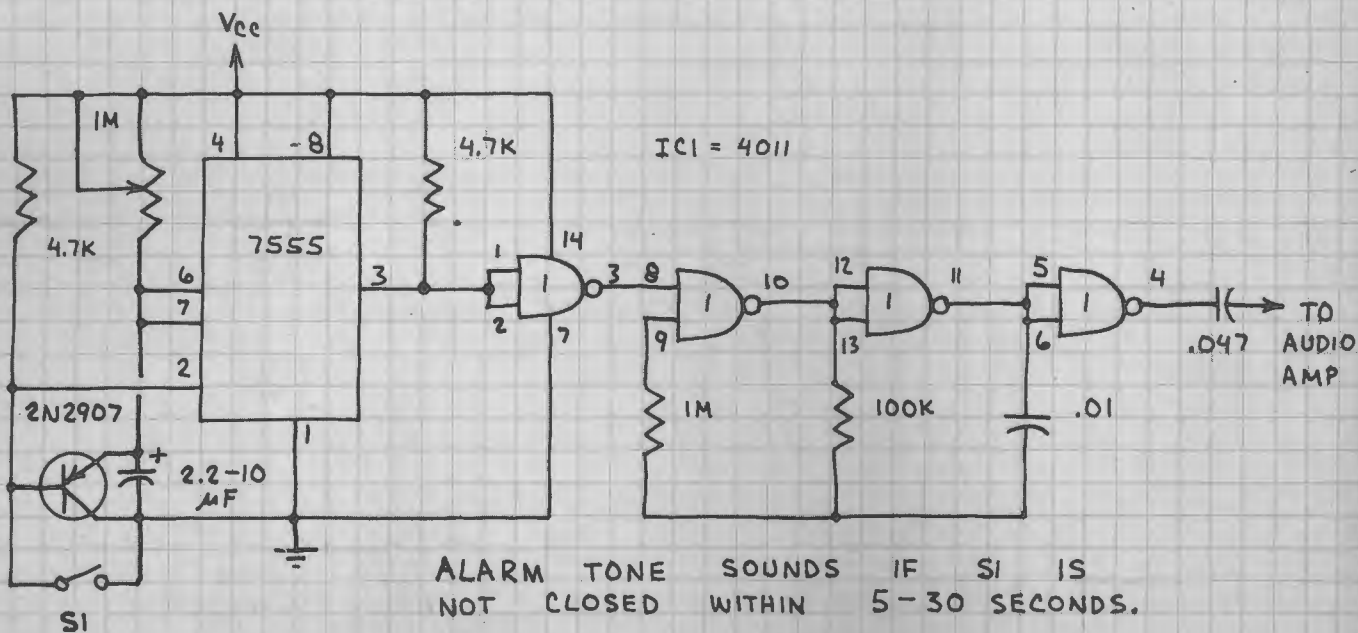 Vcc
1M
4
-8
4.7K
IC1 = 4011
4.7K
7555
6
7
3
2
1
1
2
14
1
3
7
8
9
1
10
12
13
1
11
5
6
1
4
.047
TO
AUDIO
AMP
2N2907
+
2.2-10
µF
1M
100K
.01
S1
ALARM TONE SOUNDS IF S1 IS
NOT CLOSED WITHIN 5-30 SECONDS.